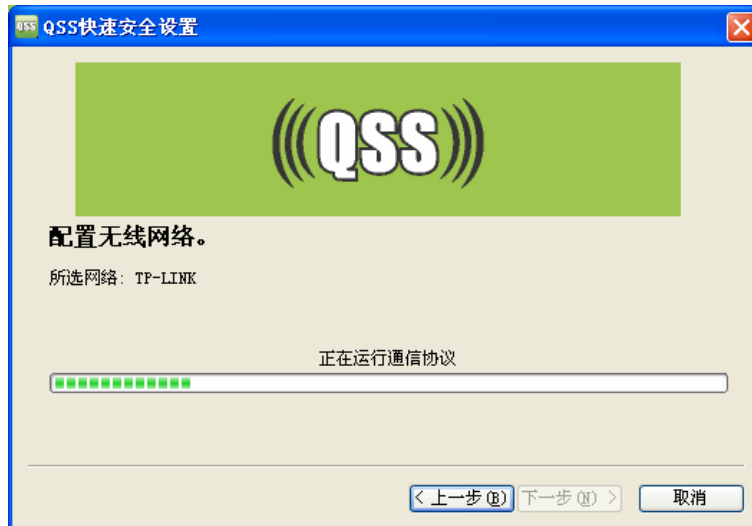 QSS QSS快速安全设置
QSS
配置无线网络。
所选网络: TP-LINK
正在运行通信协议
< 上一步(B) 下一步(N) > 取消